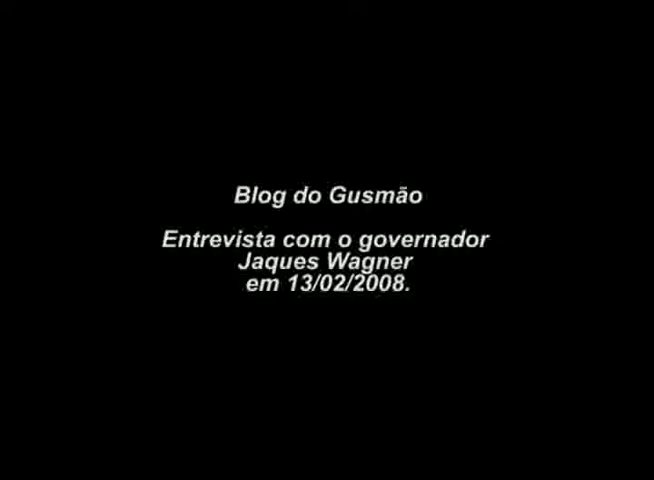 Blog do Gusmão
Entrevista com o governador
Jaques Wagner
em 13/02/2008.